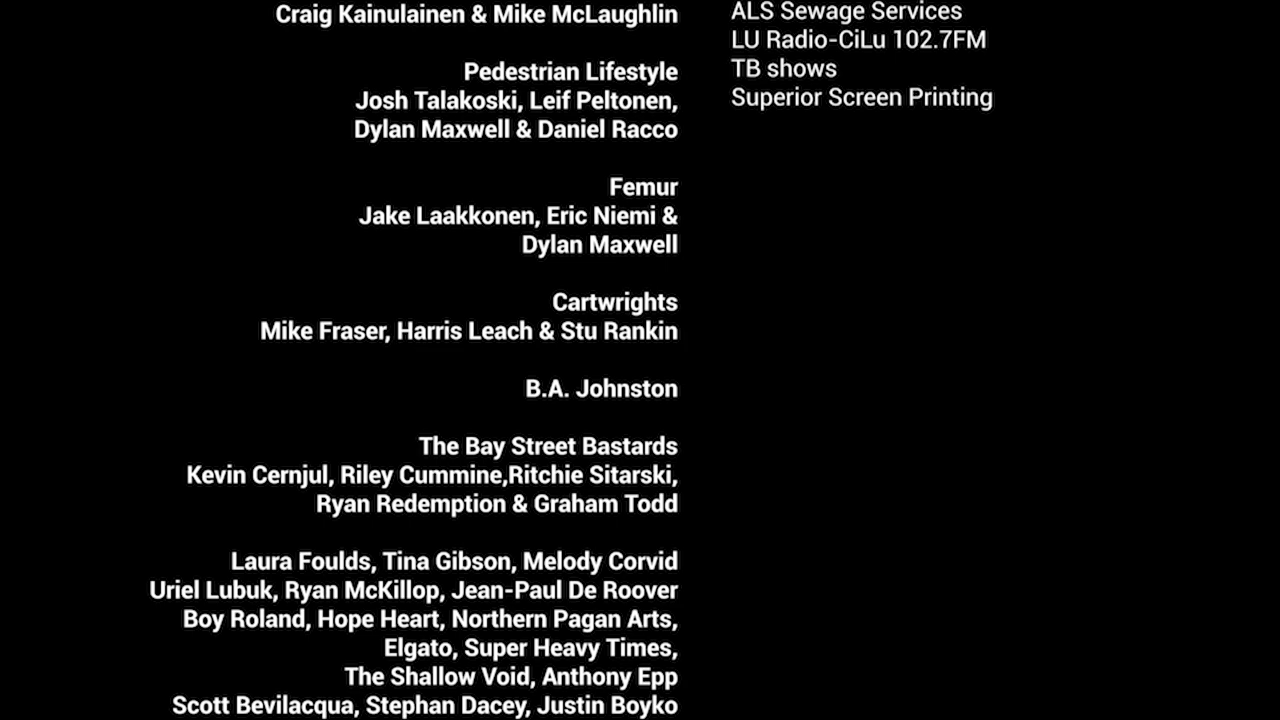 Craig Kainulainen & Mike McLaughlin
Pedestrian Lifestyle
Josh Talakoski, Leif Peltonen,
Dylan Maxwell & Daniel Racco
Femur
Jake Laakkonen, Eric Niemi &
Dylan Maxwell
Cartwrights
Mike Fraser, Harris Leach & Stu Rankin
B.A. Johnston
The Bay Street Bastards
Kevin Cernjul, Riley Cummine,Ritchie Sitarski,
Ryan Redemption & Graham Todd
Laura Foulds, Tina Gibson, Melody Corvid
Uriel Lubuk, Ryan McKillop, Jean-Paul De Roover
Boy Roland, Hope Heart, Northern Pagan Arts,
Elgato, Super Heavy Times,
The Shallow Void, Anthony Epp
Scott Bevilacqua, Stephan Dacey, Justin Boyko
ALS Sewage Services
LU Radio-CiLu 102.7FM
TB shows
Superior Screen Printing